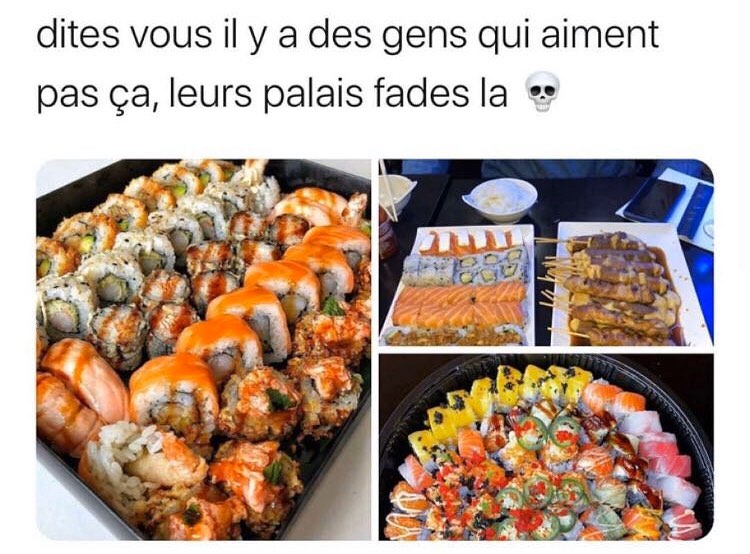 dites vous il y a des gens qui aiment
pas ça, leurs palais fades la 💀